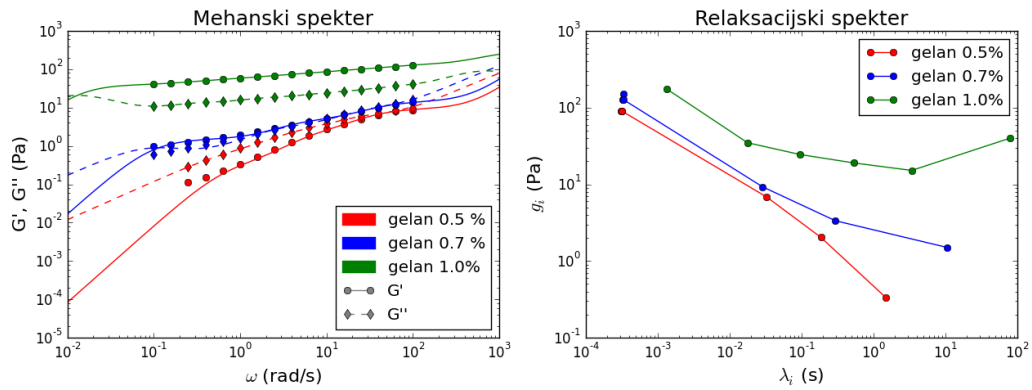 Mehanski spekter
10^3
10^2
10^1
10^0
10^-1
10^-2
10^-3
10^-4
10^-5
G', G'' (Pa)
gelan 0.5 %
gelan 0.7 %
gelan 1.0%
G'
G''
10^-2
10^-1
10^0
10^1
10^2
10^3
ω (rad/s)
Relaksacijski spekter
10^3
10^2
10^1
10^0
10^-1
g_i (Pa)
gelan 0.5%
gelan 0.7%
gelan 1.0%
10^-4
10^-3
10^-2
10^-1
10^0
10^1
10^2
λ_i (s)